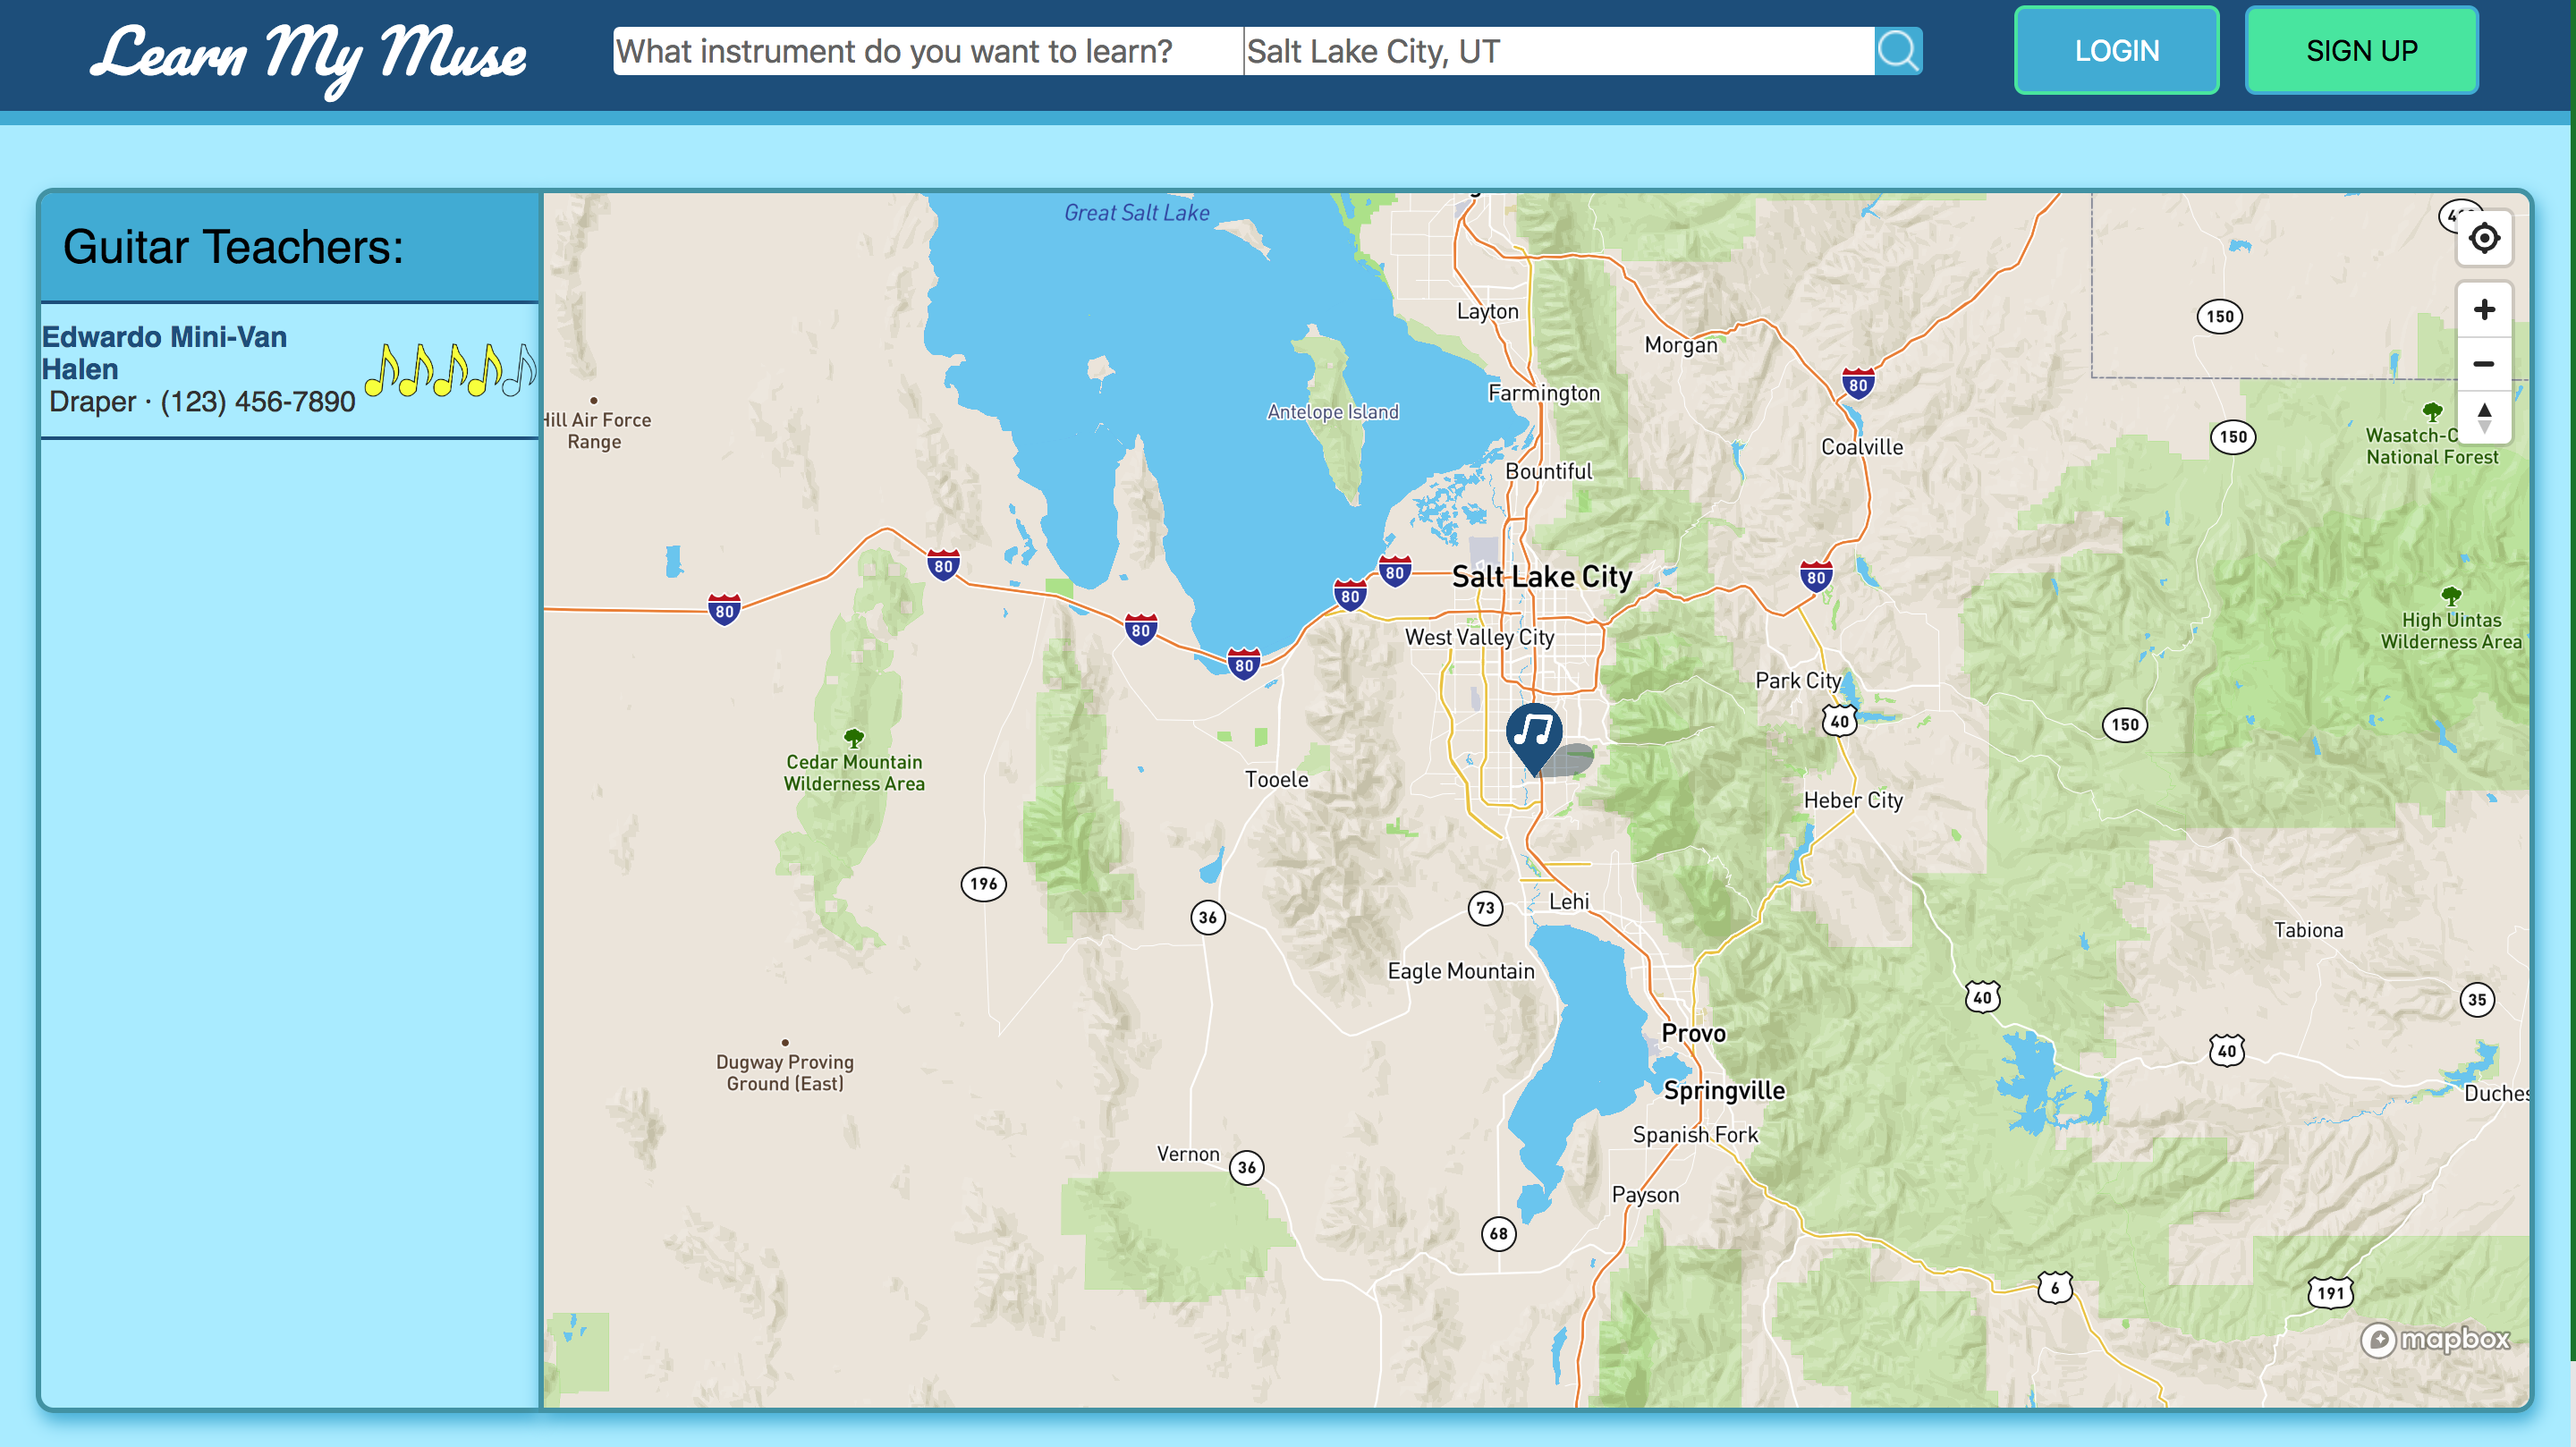 Learn My Muse
What instrument do you want to learn?
Salt Lake City, UT
LOGIN
SIGN UP
Guitar Teachers:
Edwardo Mini-Van
Halen
Draper · (123) 456-7890
Great Salt Lake
Layton
Morgan
150
80
Farmington
Antelope Island
Hill Air Force
Range
Coalville
150
Wasatch-C
National Forest
Bountiful
80
80
80
Salt Lake City
80
80
80
80
High Uintas
Wilderness Area
West Valley City
Park City
40
150
Cedar Mountain
Wilderness Area
Tooele
Heber City
196
36
73
Lehi
Tabiona
Eagle Mountain
40
35
Provo
40
Dugway Proving
Ground (East)
Springville
Duches
Spanish Fork
Vernon
36
Payson
68
6
191
mapbox